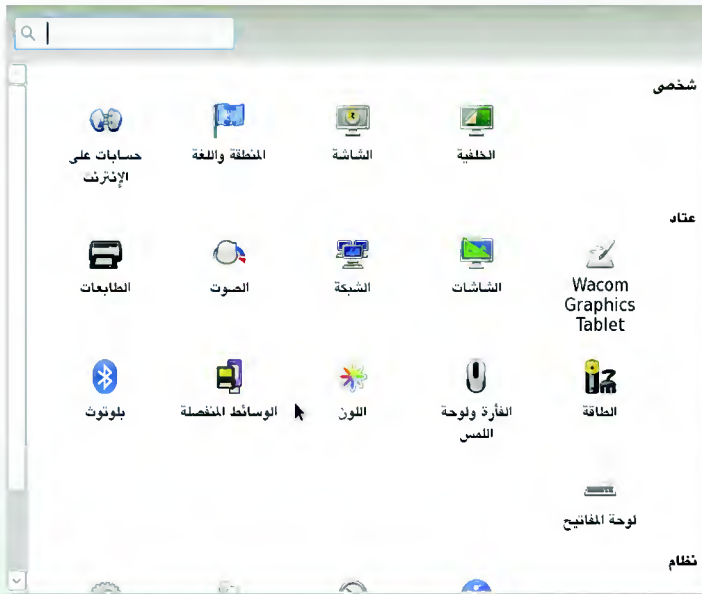 شخصي
الخلفية
الشاشة
المنطقة واللغة
حسابات على
الإنترنت
عتاد
Wacom
Graphics
Tablet
الشاشات
الشبكة
الصوت
الطابعات
الطاقة
الفأرة ولوحة
اللمس
اللون
الوسائط المنفصلة
بلوتوث
لوحة المفاتيح
نظام